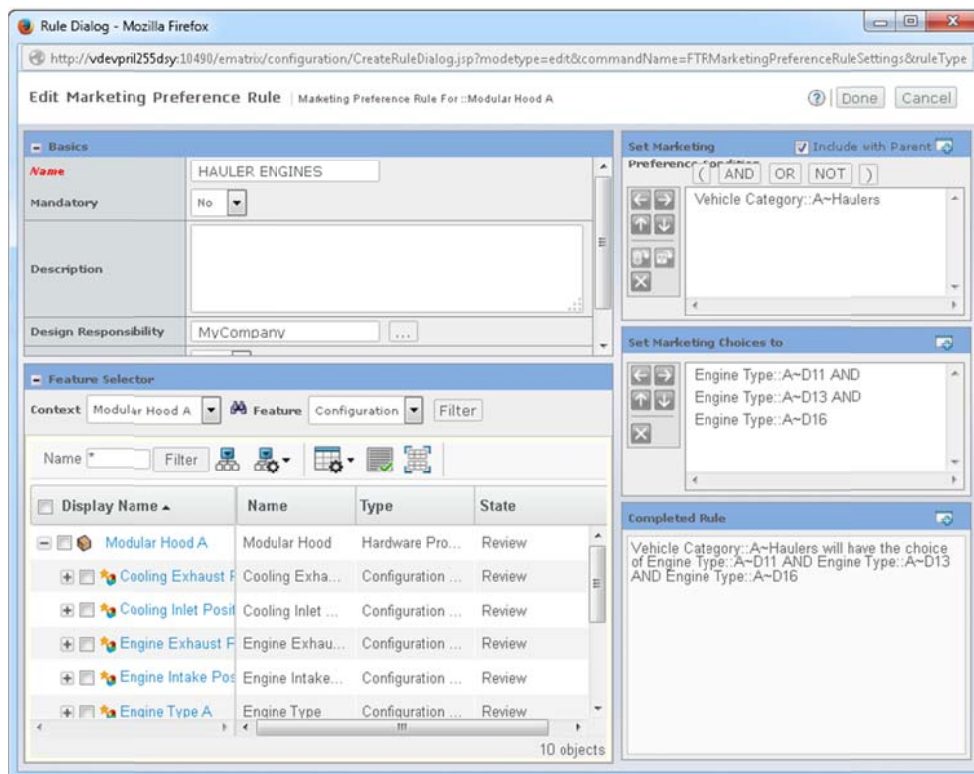 Rule Dialog - Mozilla Firefox
http://vdevpril255dsy:10490/ematrix/configuration/CreateRuleDialog.jsp?modetype=edit&commandName=FTRMarketingPreferenceRuleSettings&ruleType
Edit Marketing Preference Rule | Marketing Preference Rule For ::Modular Hood A
Done Cancel
Basics
Name HAULER ENGINES
Mandatory No
Description
Design Responsibility MyCompany ...
Feature Selector
Context Modular Hood A Feature Configuration Filter
Name * Filter
Display Name Name Type State
Modular Hood A Modular Hood Hardware Pro... Review
Cooling Exhaust Cooling Exha... Configuration ... Review
Cooling Inlet Posit Cooling Inlet ... Configuration ... Review
Engine Exhaust Engine Exhau... Configuration ... Review
Engine Intake Pos Engine Intake... Configuration ... Review
Engine Type A Engine Type Configuration ... Review
10 objects
Set Marketing Include with Parent
Preference Condition
( AND OR NOT )
Vehicle Category::A~Haulers
Set Marketing Choices to
Engine Type::A~D11 AND
Engine Type::A~D13 AND
Engine Type::A~D16
Completed Rule
Vehicle Category::A~Haulers will have the choice
of Engine Type::A~D11 AND Engine Type::A~D13
AND Engine Type::A~D16